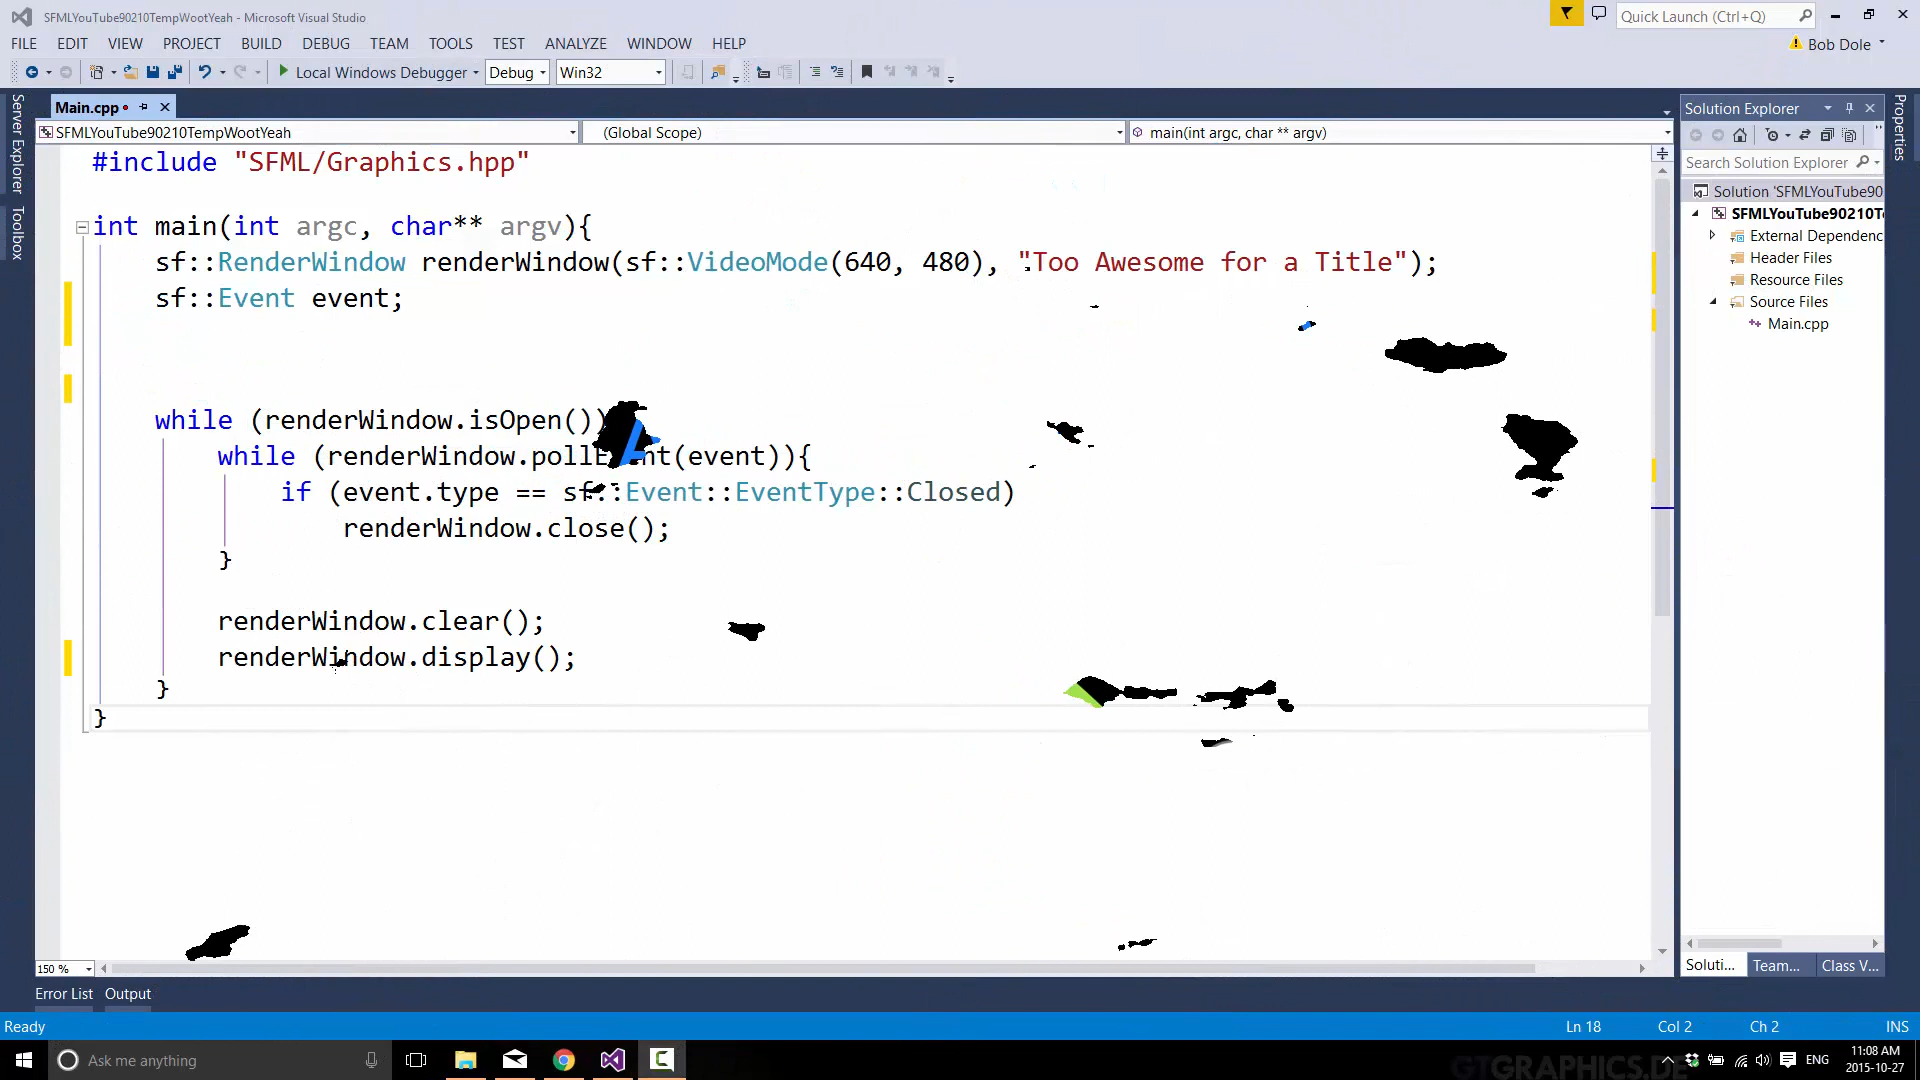 SFMLYouTube90210TempWootYeah - Microsoft Visual Studio
Quick Launch (Ctrl+Q)
FILE EDIT VIEW PROJECT BUILD DEBUG TEAM TOOLS TEST ANALYZE WINDOW HELP
Bob Dole
Local Windows Debugger Debug Win32
Server Explorer
Toolbox
Main.cpp
SFMLYouTube90210TempWootYeah (Global Scope) main(int argc, char ** argv)
#include "SFML/Graphics.hpp"
int main(int argc, char** argv){
sf::RenderWindow renderWindow(sf::VideoMode(640, 480), "Too Awesome for a Title");
sf::Event event;
while (renderWindow.isOpen())
while (renderWindow.pollEvent(event)){
if (event.type == sf::Event::EventType::Closed)
renderWindow.close();
}
renderWindow.clear();
renderWindow.display();
}
}
Solution Explorer
Search Solution Explorer
Solution 'SFMLYouTube90
SFMLYouTube90210T
External Dependenc
Header Files
Resource Files
Source Files
Main.cpp
Properties
150 %
Soluti... Team... Class V...
Error List Output
Ready Ln 18 Col 2 Ch 2 INS
Ask me anything
GTGRAPHICS.DE
ENG
11:08 AM
2015-10-27